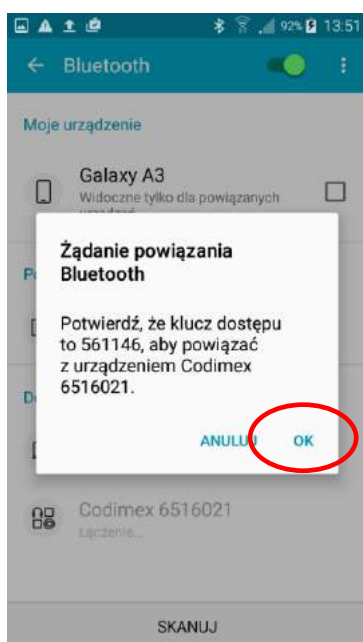 92% 13:51
Bluetooth
Moje urządzenie
Galaxy A3
Widoczne tylko dla powiązanych
Żądanie powiązania
Bluetooth
Potwierdź, że klucz dostępu
to 561146, aby powiązać
z urządzeniem Codimex
6516021.
ANULUJ OK
Codimex 6516021
Łączenie...
SKANUJ